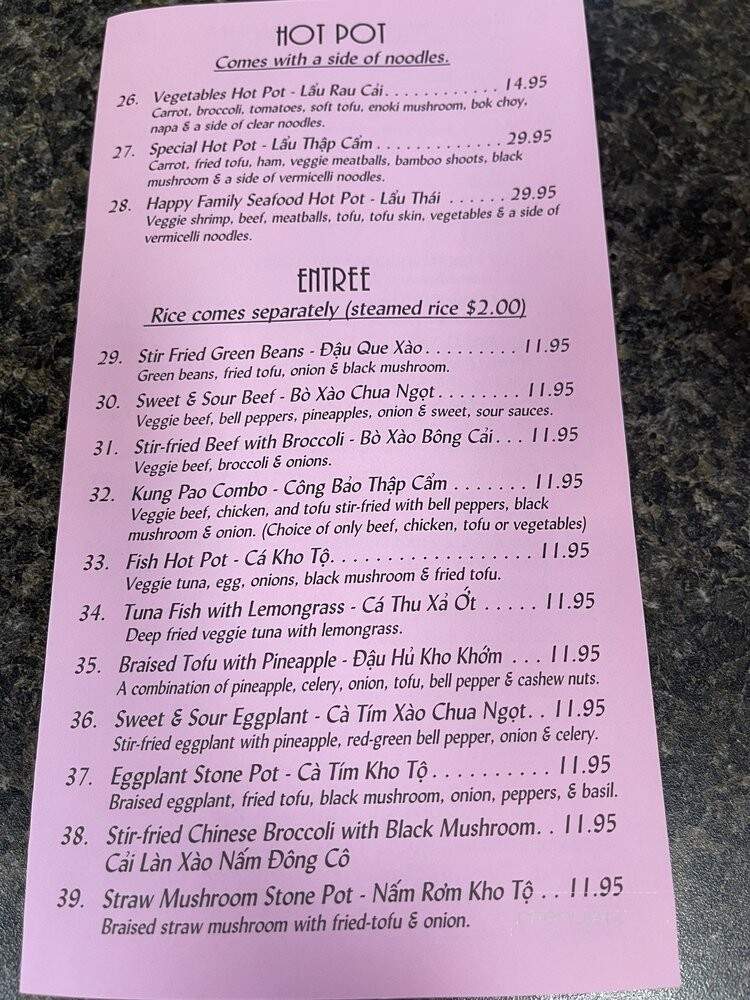 HOT POT
Comes with a side of noodles.
26. Vegetables Hot Pot - Lẩu Rau Cải . . . . . . . . . . . . 14.95
Carrot, broccoli, tomatoes, soft tofu, enoki mushroom, bok choy,
napa & a side of clear noodles.
27. Special Hot Pot - Lẩu Thập Cẩm . . . . . . . . . . . . . 29.95
Carrot, fried tofu, ham, veggie meatballs, bamboo shoots, black
mushroom & a side of vermicelli noodles.
28. Happy Family Seafood Hot Pot - Lẩu Thái . . . . . . 29.95
Veggie shrimp, beef, meatballs, tofu, tofu skin, vegetables & a side of
vermicelli noodles.
ENTREE
Rice comes separately (steamed rice $2.00)
29. Stir Fried Green Beans - Đậu Que Xào . . . . . . . . . 11.95
Green beans, fried tofu, onion & black mushroom.
30. Sweet & Sour Beef - Bò Xào Chua Ngọt . . . . . . . . 11.95
Veggie beef, bell peppers, pineapples, onion & sweet, sour sauces.
31. Stir-fried Beef with Broccoli - Bò Xào Bông Cải . . . 11.95
Veggie beef, broccoli & onions.
32. Kung Pao Combo - Công Bảo Thập Cẩm . . . . . . . 11.95
Veggie beef, chicken, and tofu stir-fried with bell peppers, black
mushroom & onion. (Choice of only beef, chicken, tofu or vegetables)
33. Fish Hot Pot - Cá Kho Tộ . . . . . . . . . . . . . . . . . . 11.95
Veggie tuna, egg, onions, black mushroom & fried tofu.
34. Tuna Fish with Lemongrass - Cá Thu Xả Ớt . . . . . 11.95
Deep fried veggie tuna with lemongrass.
35. Braised Tofu with Pineapple - Đậu Hủ Kho Khớm . . . 11.95
A combination of pineapple, celery, onion, tofu, bell pepper & cashew nuts.
36. Sweet & Sour Eggplant - Cà Tím Xào Chua Ngọt . . 11.95
Stir-fried eggplant with pineapple, red-green bell pepper, onion & celery.
37. Eggplant Stone Pot - Cà Tím Kho Tộ . . . . . . . . . . 11.95
Braised eggplant, fried tofu, black mushroom, onion, peppers, & basil.
38. Stir-fried Chinese Broccoli with Black Mushroom . . 11.95
Cải Làn Xào Nấm Đông Cô
39. Straw Mushroom Stone Pot - Nấm Rơm Kho Tộ . . 11.95
Braised straw mushroom with fried-tofu & onion.